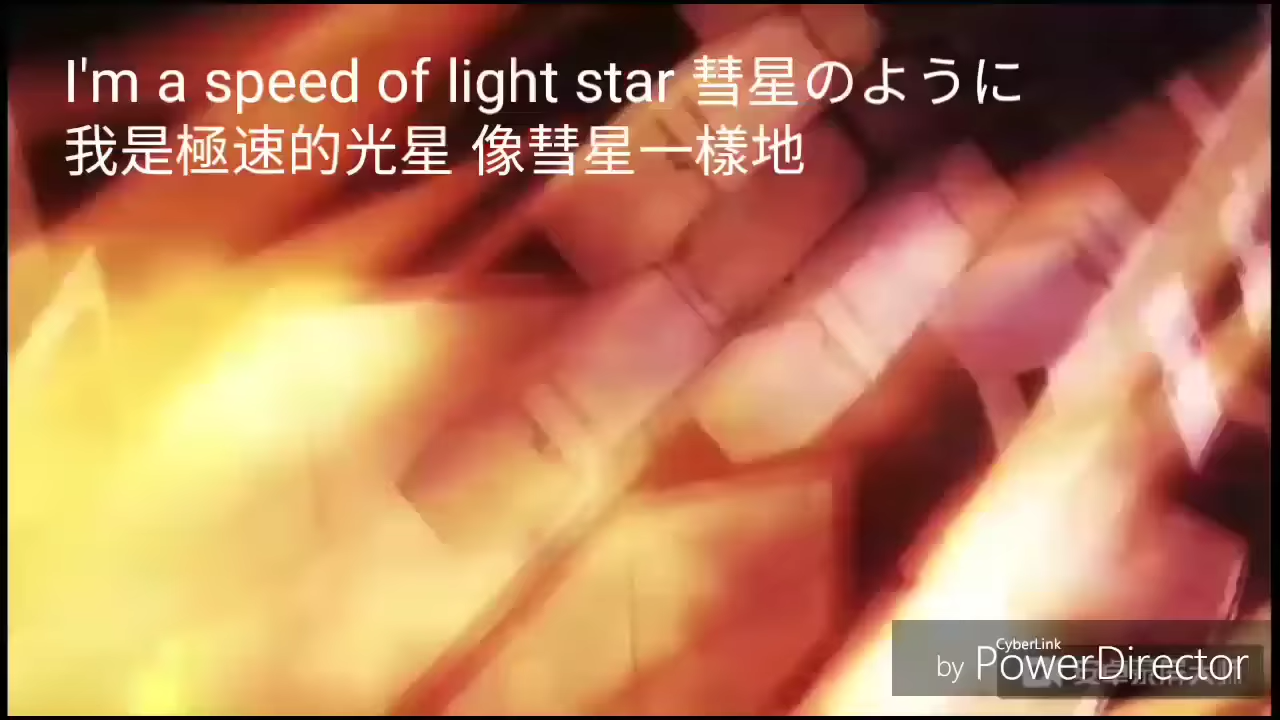 I'm a speed of light star 彗星のように
我是極速的光星 像彗星一樣地
CyberLink
by PowerDirector